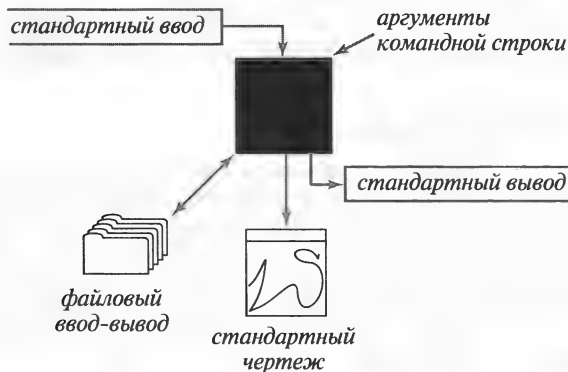 стандартный ввод
аргументы
командной строки
стандартный вывод
файловый
ввод-вывод
стандартный
чертеж